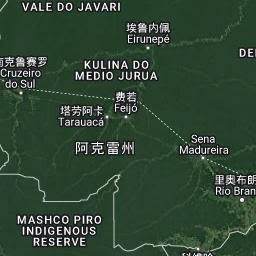 VALE DO JAVARI
埃鲁内佩
Eirunepé
KULINA DO
MEDIO JURUA
南克鲁赛罗
Cruzeiro
do Sul
塔劳阿卡
Tarauacá
费若
Feijó
Sena
Madureira
阿克雷州
里奥布朗
Rio Bran
MASHCO PIRO
INDIGENOUS
RESERVE